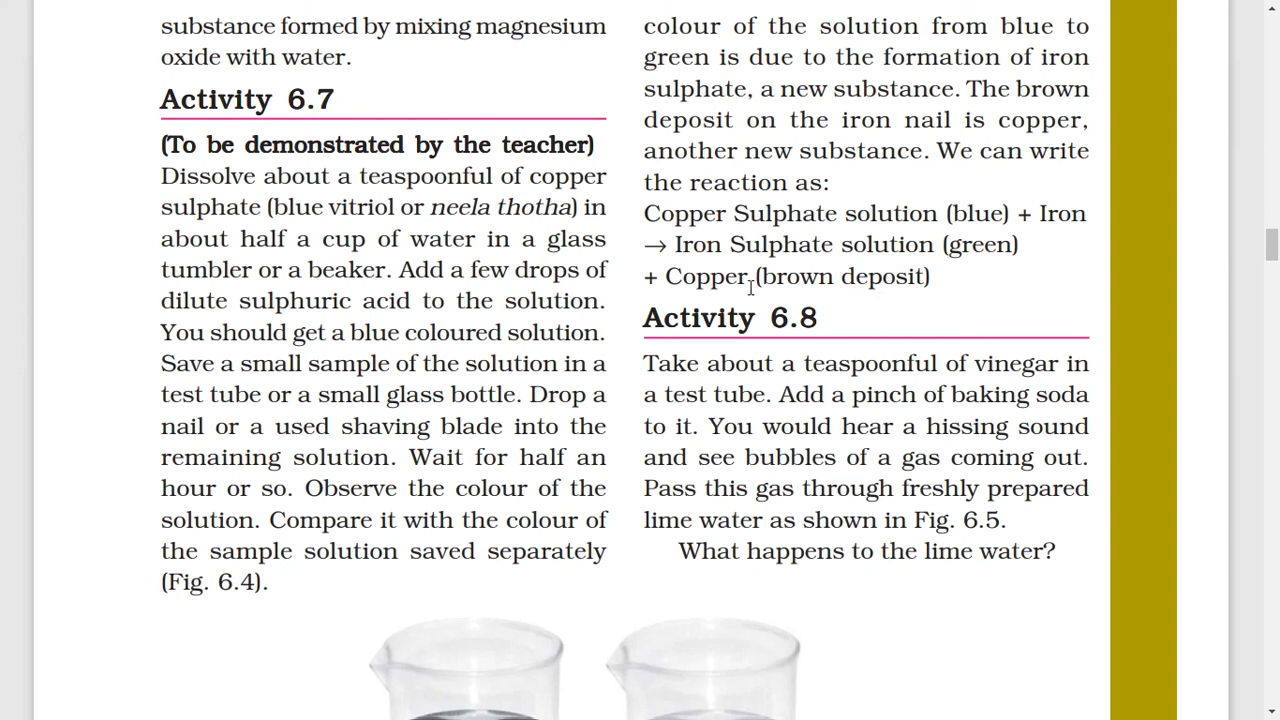 substance formed by mixing magnesium
oxide with water.
Activity 6.7
(To be demonstrated by the teacher)
Dissolve about a teaspoonful of copper
sulphate (blue vitriol or neela thotha) in
about half a cup of water in a glass
tumbler or a beaker. Add a few drops of
dilute sulphuric acid to the solution.
You should get a blue coloured solution.
Save a small sample of the solution in a
test tube or a small glass bottle. Drop a
nail or a used shaving blade into the
remaining solution. Wait for half an
hour or so. Observe the colour of the
solution. Compare it with the colour of
the sample solution saved separately
(Fig. 6.4).
colour of the solution from blue to
green is due to the formation of iron
sulphate, a new substance. The brown
deposit on the iron nail is copper,
another new substance. We can write
the reaction as:
Copper Sulphate solution (blue) + Iron
→ Iron Sulphate solution (green)
+ Copper (brown deposit)
Activity 6.8
Take about a teaspoonful of vinegar in
a test tube. Add a pinch of baking soda
to it. You would hear a hissing sound
and see bubbles of a gas coming out.
Pass this gas through freshly prepared
lime water as shown in Fig. 6.5.
What happens to the lime water?